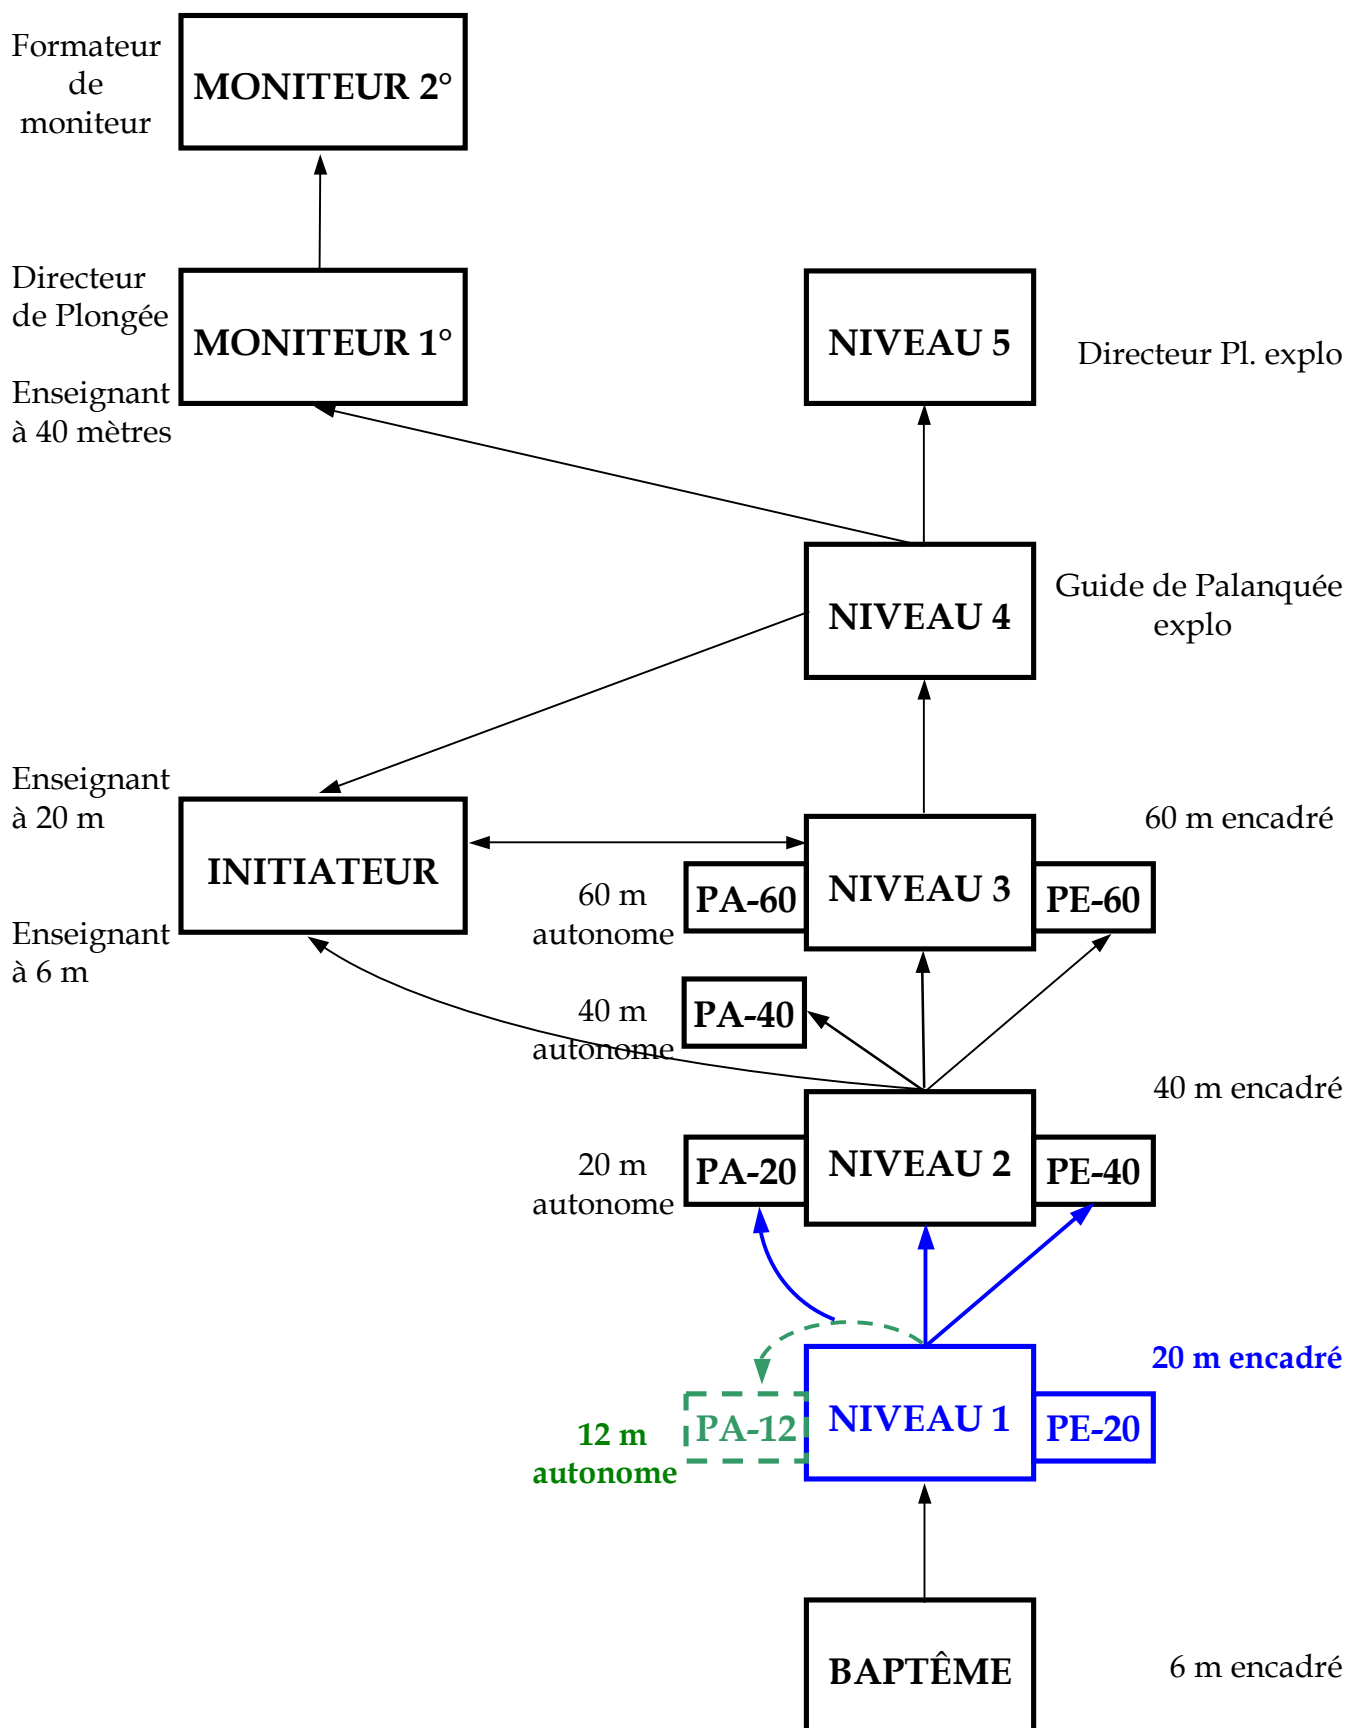 Formateur
de
moniteur
MONITEUR 2°
Directeur
de Plongée
MONITEUR 1°
Enseignant
à 40 mètres
NIVEAU 5
Directeur Pl. explo
NIVEAU 4
Guide de Palanquée
explo
Enseignant
à 20 m
INITIATEUR
Enseignant
à 6 m
60 m encadré
60 m
autonome
PA-60
NIVEAU 3
PE-60
40 m
autonome
PA-40
40 m encadré
20 m
autonome
PA-20
NIVEAU 2
PE-40
20 m encadré
12 m
autonome
PA-12
NIVEAU 1
PE-20
BAPTÊME
6 m encadré